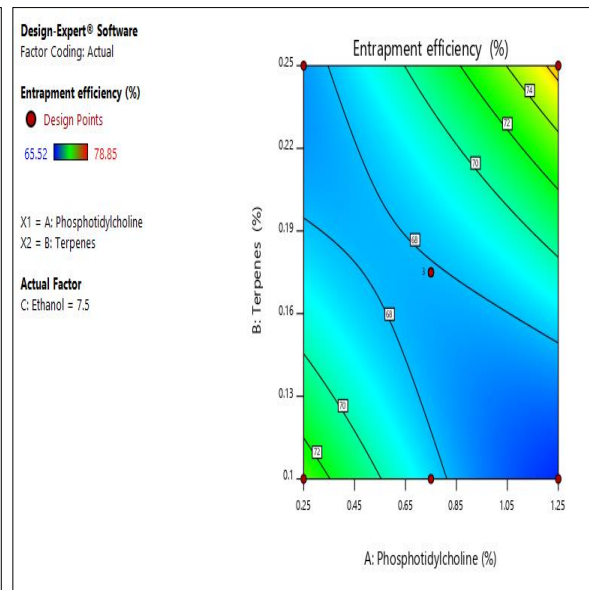 Design-Expert® Software
Factor Coding: Actual
Entrapment efficiency (%)
Design Points
65.52 78.85
X1 = A: Phosphotidylcholine
X2 = B: Terpenes
Actual Factor
C: Ethanol = 7.5
Entrapment efficiency (%)
B: Terpenes (%)
0.25
0.22
0.19
0.16
0.13
0.1
74
72
70
68
3
68
70
72
0.25 0.45 0.65 0.85 1.05 1.25
A: Phosphotidylcholine (%)